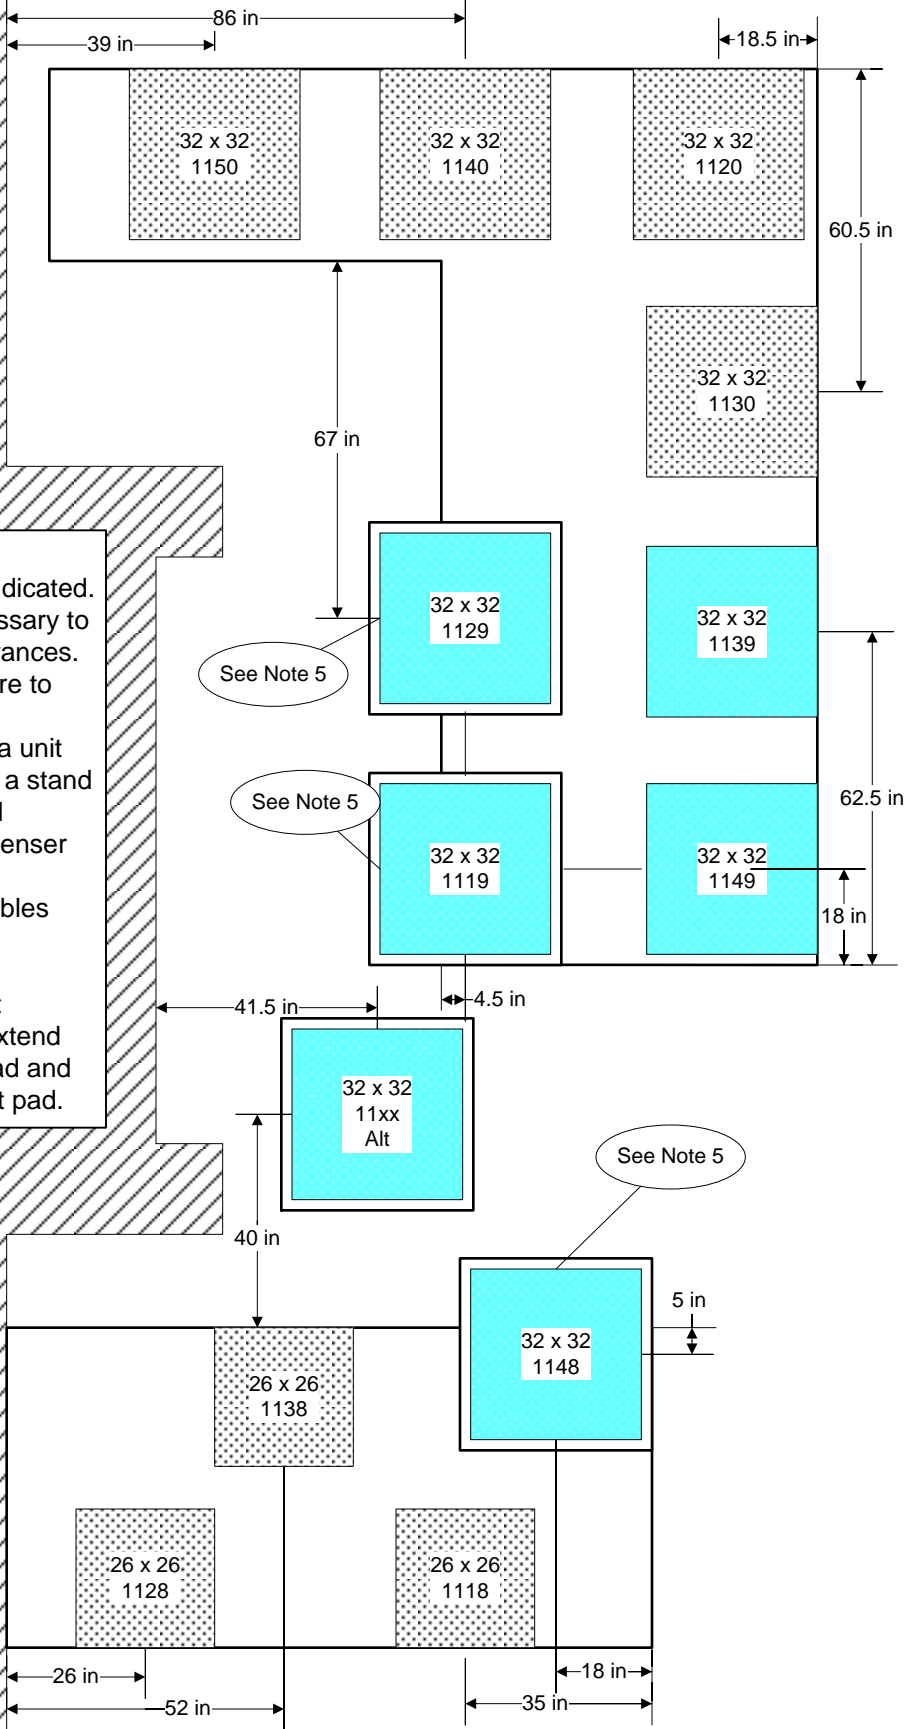 86 in
39 in
18.5 in
32 x 32
1150
32 x 32
1140
32 x 32
1120
60.5 in
32 x 32
1130
67 in
dicated.
ssary to
vances.
re to
a unit
a stand
enser
bles
xtend
ad and
t pad.
32 x 32
1129
32 x 32
1139
See Note 5
See Note 5
62.5 in
32 x 32
1119
32 x 32
1149
18 in
41.5 in
4.5 in
32 x 32
11xx
Alt
See Note 5
40 in
5 in
32 x 32
1148
26 x 26
1138
26 x 26
1128
26 x 26
1118
26 in
52 in
18 in
35 in